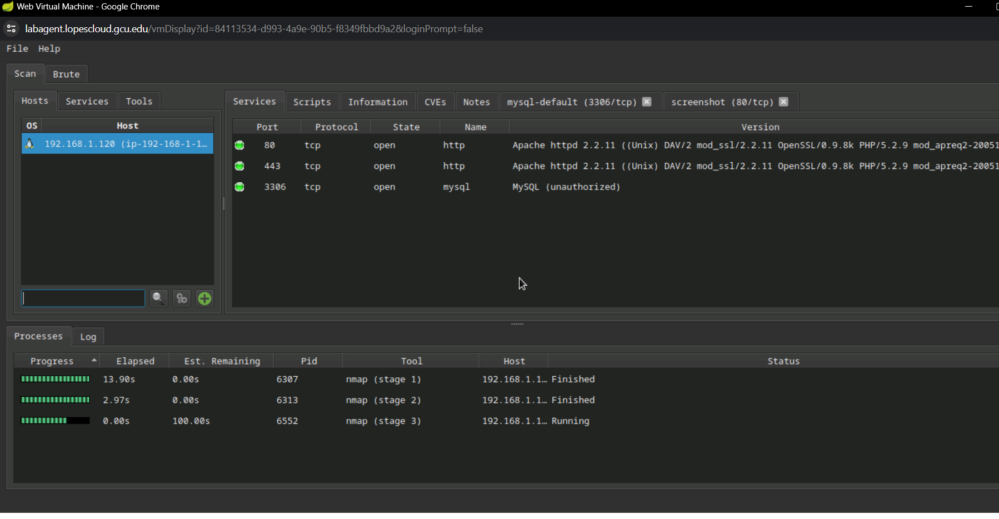 Web Virtual Machine - Google Chrome
labagent.lopescloud.gcu.edu/vmDisplay?id=84113534-d993-4a9e-90b5-f8349fbbd9a2&loginPrompt=false
File Help
Scan Brute
Hosts Services Tools
OS Host
192.168.1.120 (ip-192-168-1-1…
Services Scripts Information CVEs Notes mysql-default (3306/tcp) screenshot (80/tcp)
Port Protocol State Name Version
80 tcp open http Apache httpd 2.2.11 ((Unix) DAV/2 mod_ssl/2.2.11 OpenSSL/0.9.8k PHP/5.2.9 mod_apreq2-20051
443 tcp open http Apache httpd 2.2.11 ((Unix) DAV/2 mod_ssl/2.2.11 OpenSSL/0.9.8k PHP/5.2.9 mod_apreq2-20051
3306 tcp open mysql MySQL (unauthorized)
Processes Log
Progress Elapsed Est. Remaining Pid Tool Host Status
13.90s 0.00s 6307 nmap (stage 1) 192.168.1.1… Finished
2.97s 0.00s 6313 nmap (stage 2) 192.168.1.1… Finished
0.00s 100.00s 6552 nmap (stage 3) 192.168.1.1… Running